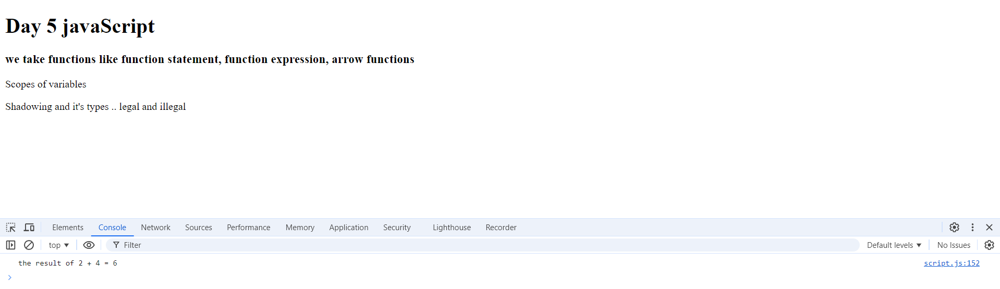 Day 5 javaScript
we take functions like function statement, function expression, arrow functions
Scopes of variables
Shadowing and it's types .. legal and illegal
Elements Console Network Sources Performance Memory Application Security Lighthouse Recorder
top Filter Default levels No Issues
the result of 2 + 4 = 6 script.js:152